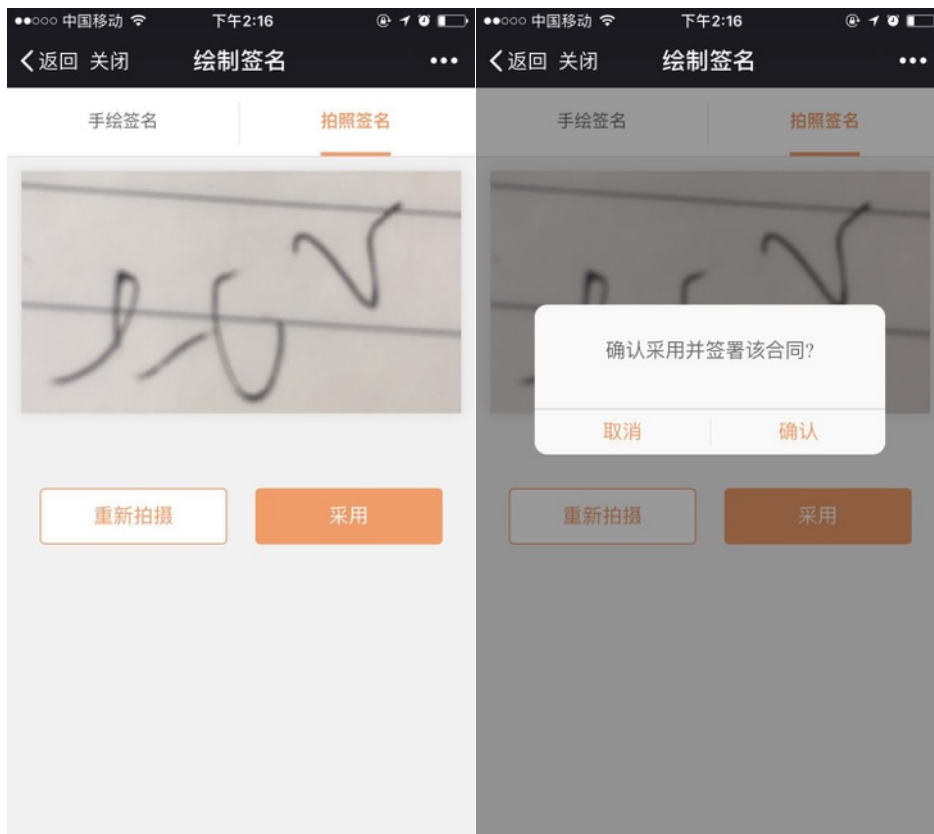 中国移动 下午2:16
返回 关闭 绘制签名
手绘签名 拍照签名
重新拍摄 采用
中国移动 下午2:16
返回 关闭 绘制签名
手绘签名 拍照签名
确认采用并签署该合同?
取消 确认
重新拍摄 采用